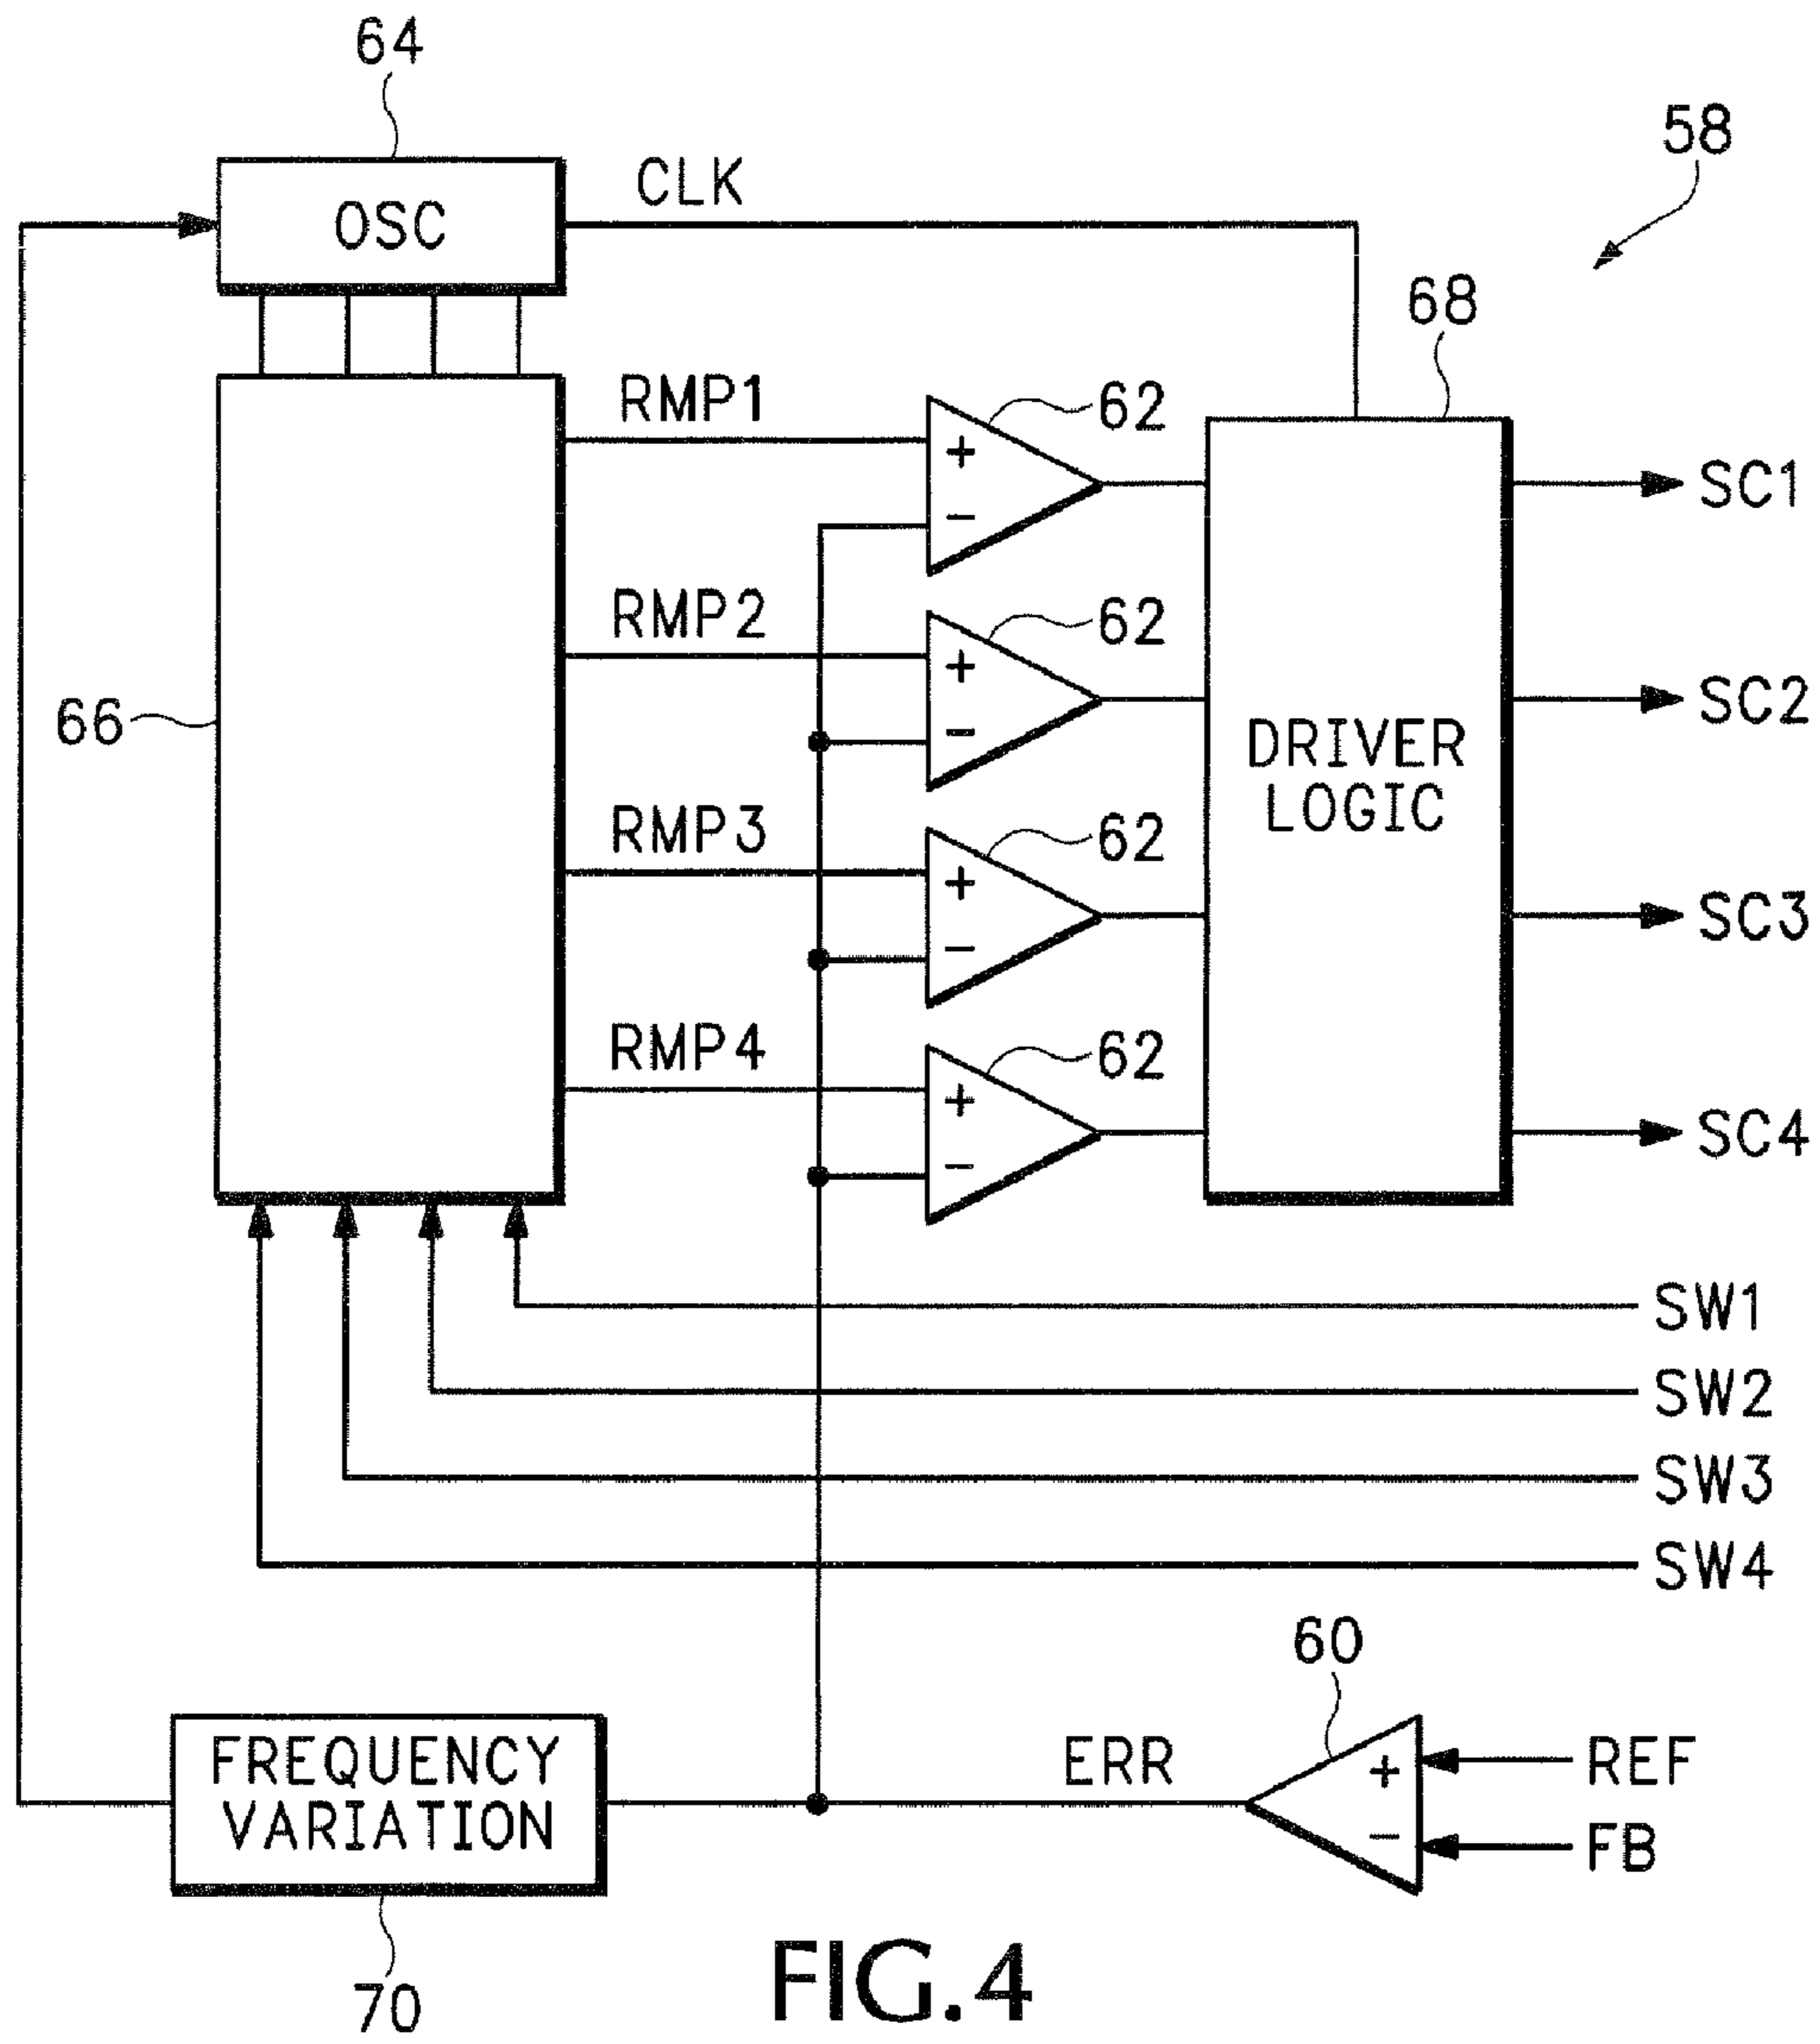 64
58
CLK
OSC
68
RMP1
62
+
−
SC1
RMP2
62
+
−
SC2
66
DRIVER
LOGIC
RMP3
62
+
−
SC3
RMP4
62
+
−
SC4
SW1
SW2
SW3
SW4
60
FREQUENCY
VARIATION
ERR
+
−
REF
FB
70
FIG.4